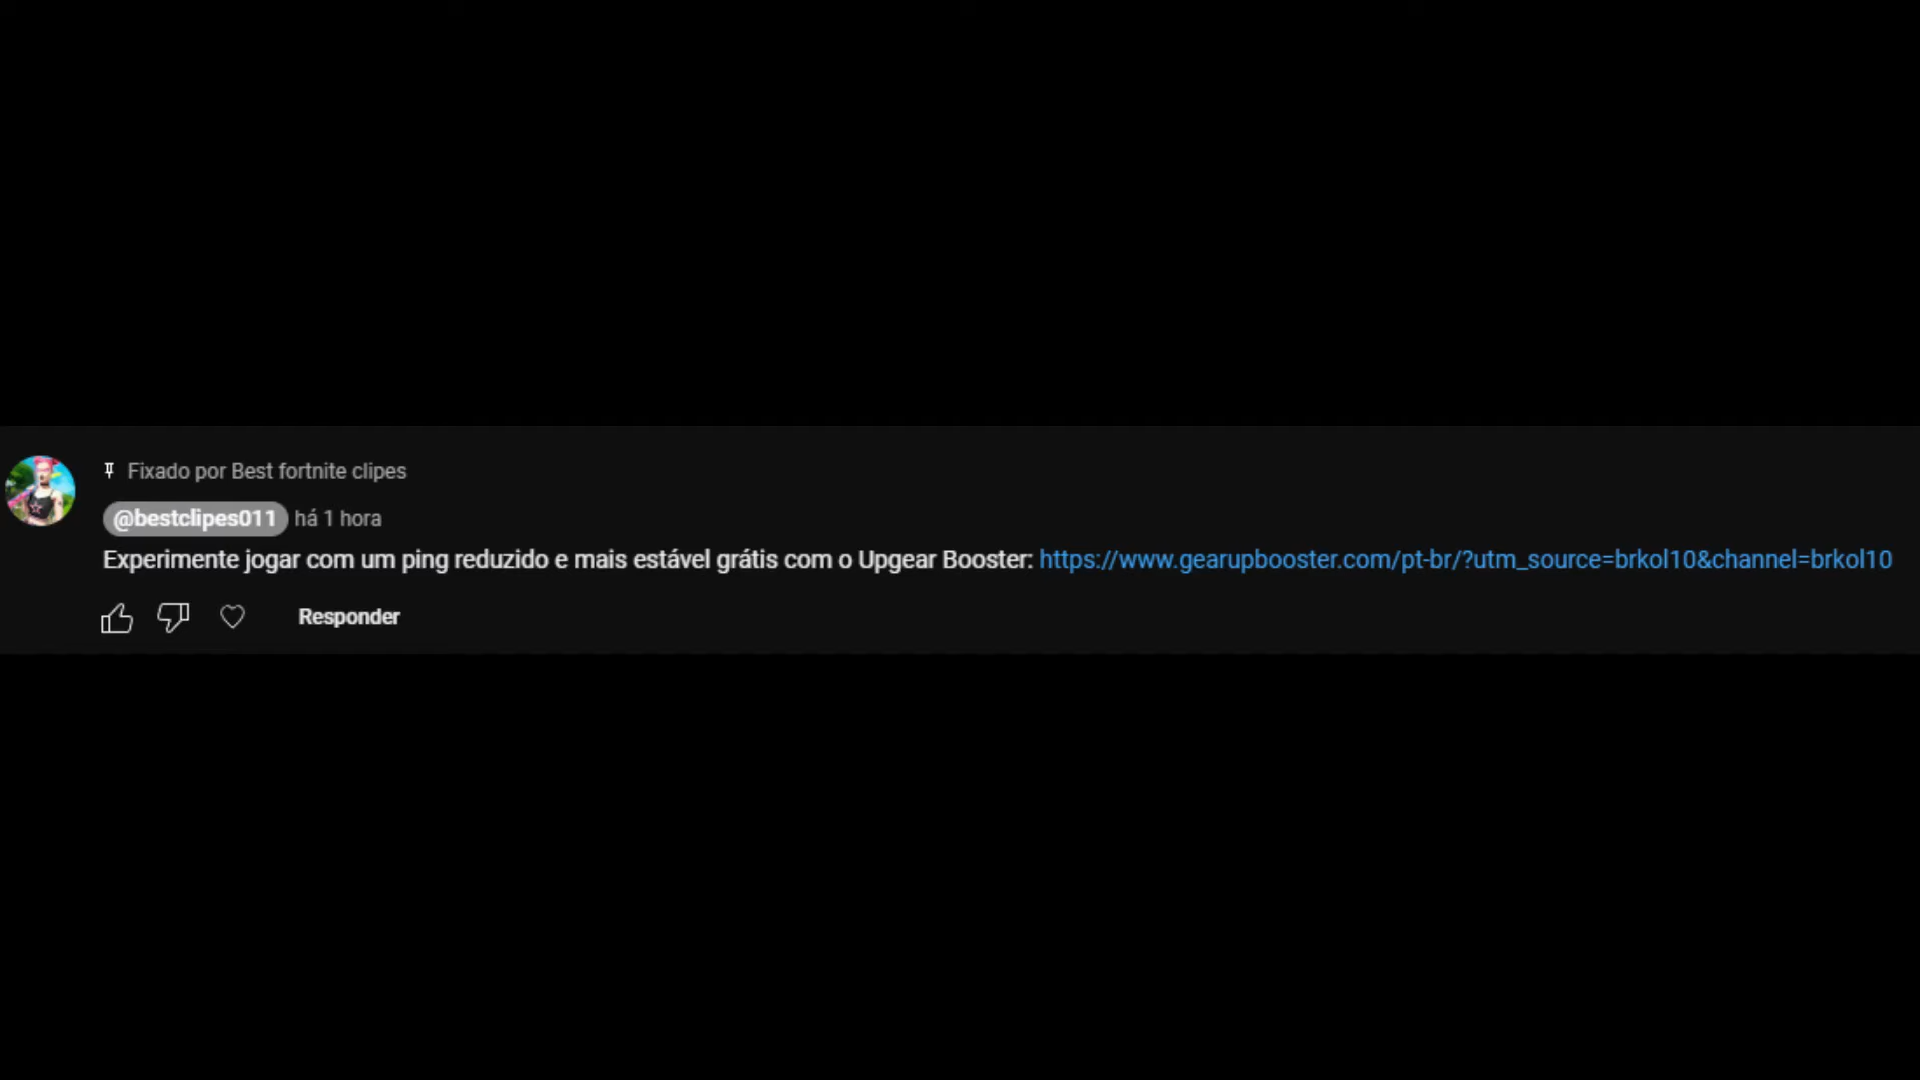 Fixado por Best fortnite clipes
@bestclipes011 há 1 hora
Experimente jogar com um ping reduzido e mais estável grátis com o Upgear Booster: https://www.gearupbooster.com/pt-br/?utm_source=brkol10&channel=brkol10
Responder